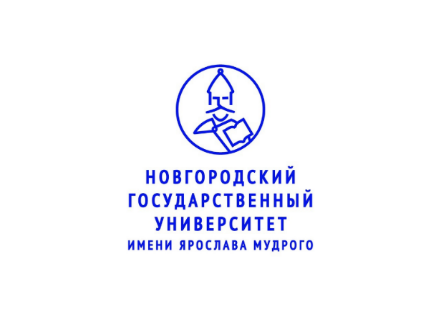 НОВГОРОДСКИЙ
ГОСУДАРСТВЕННЫЙ
УНИВЕРСИТЕТ
ИМЕНИ ЯРОСЛАВА МУДРОГО